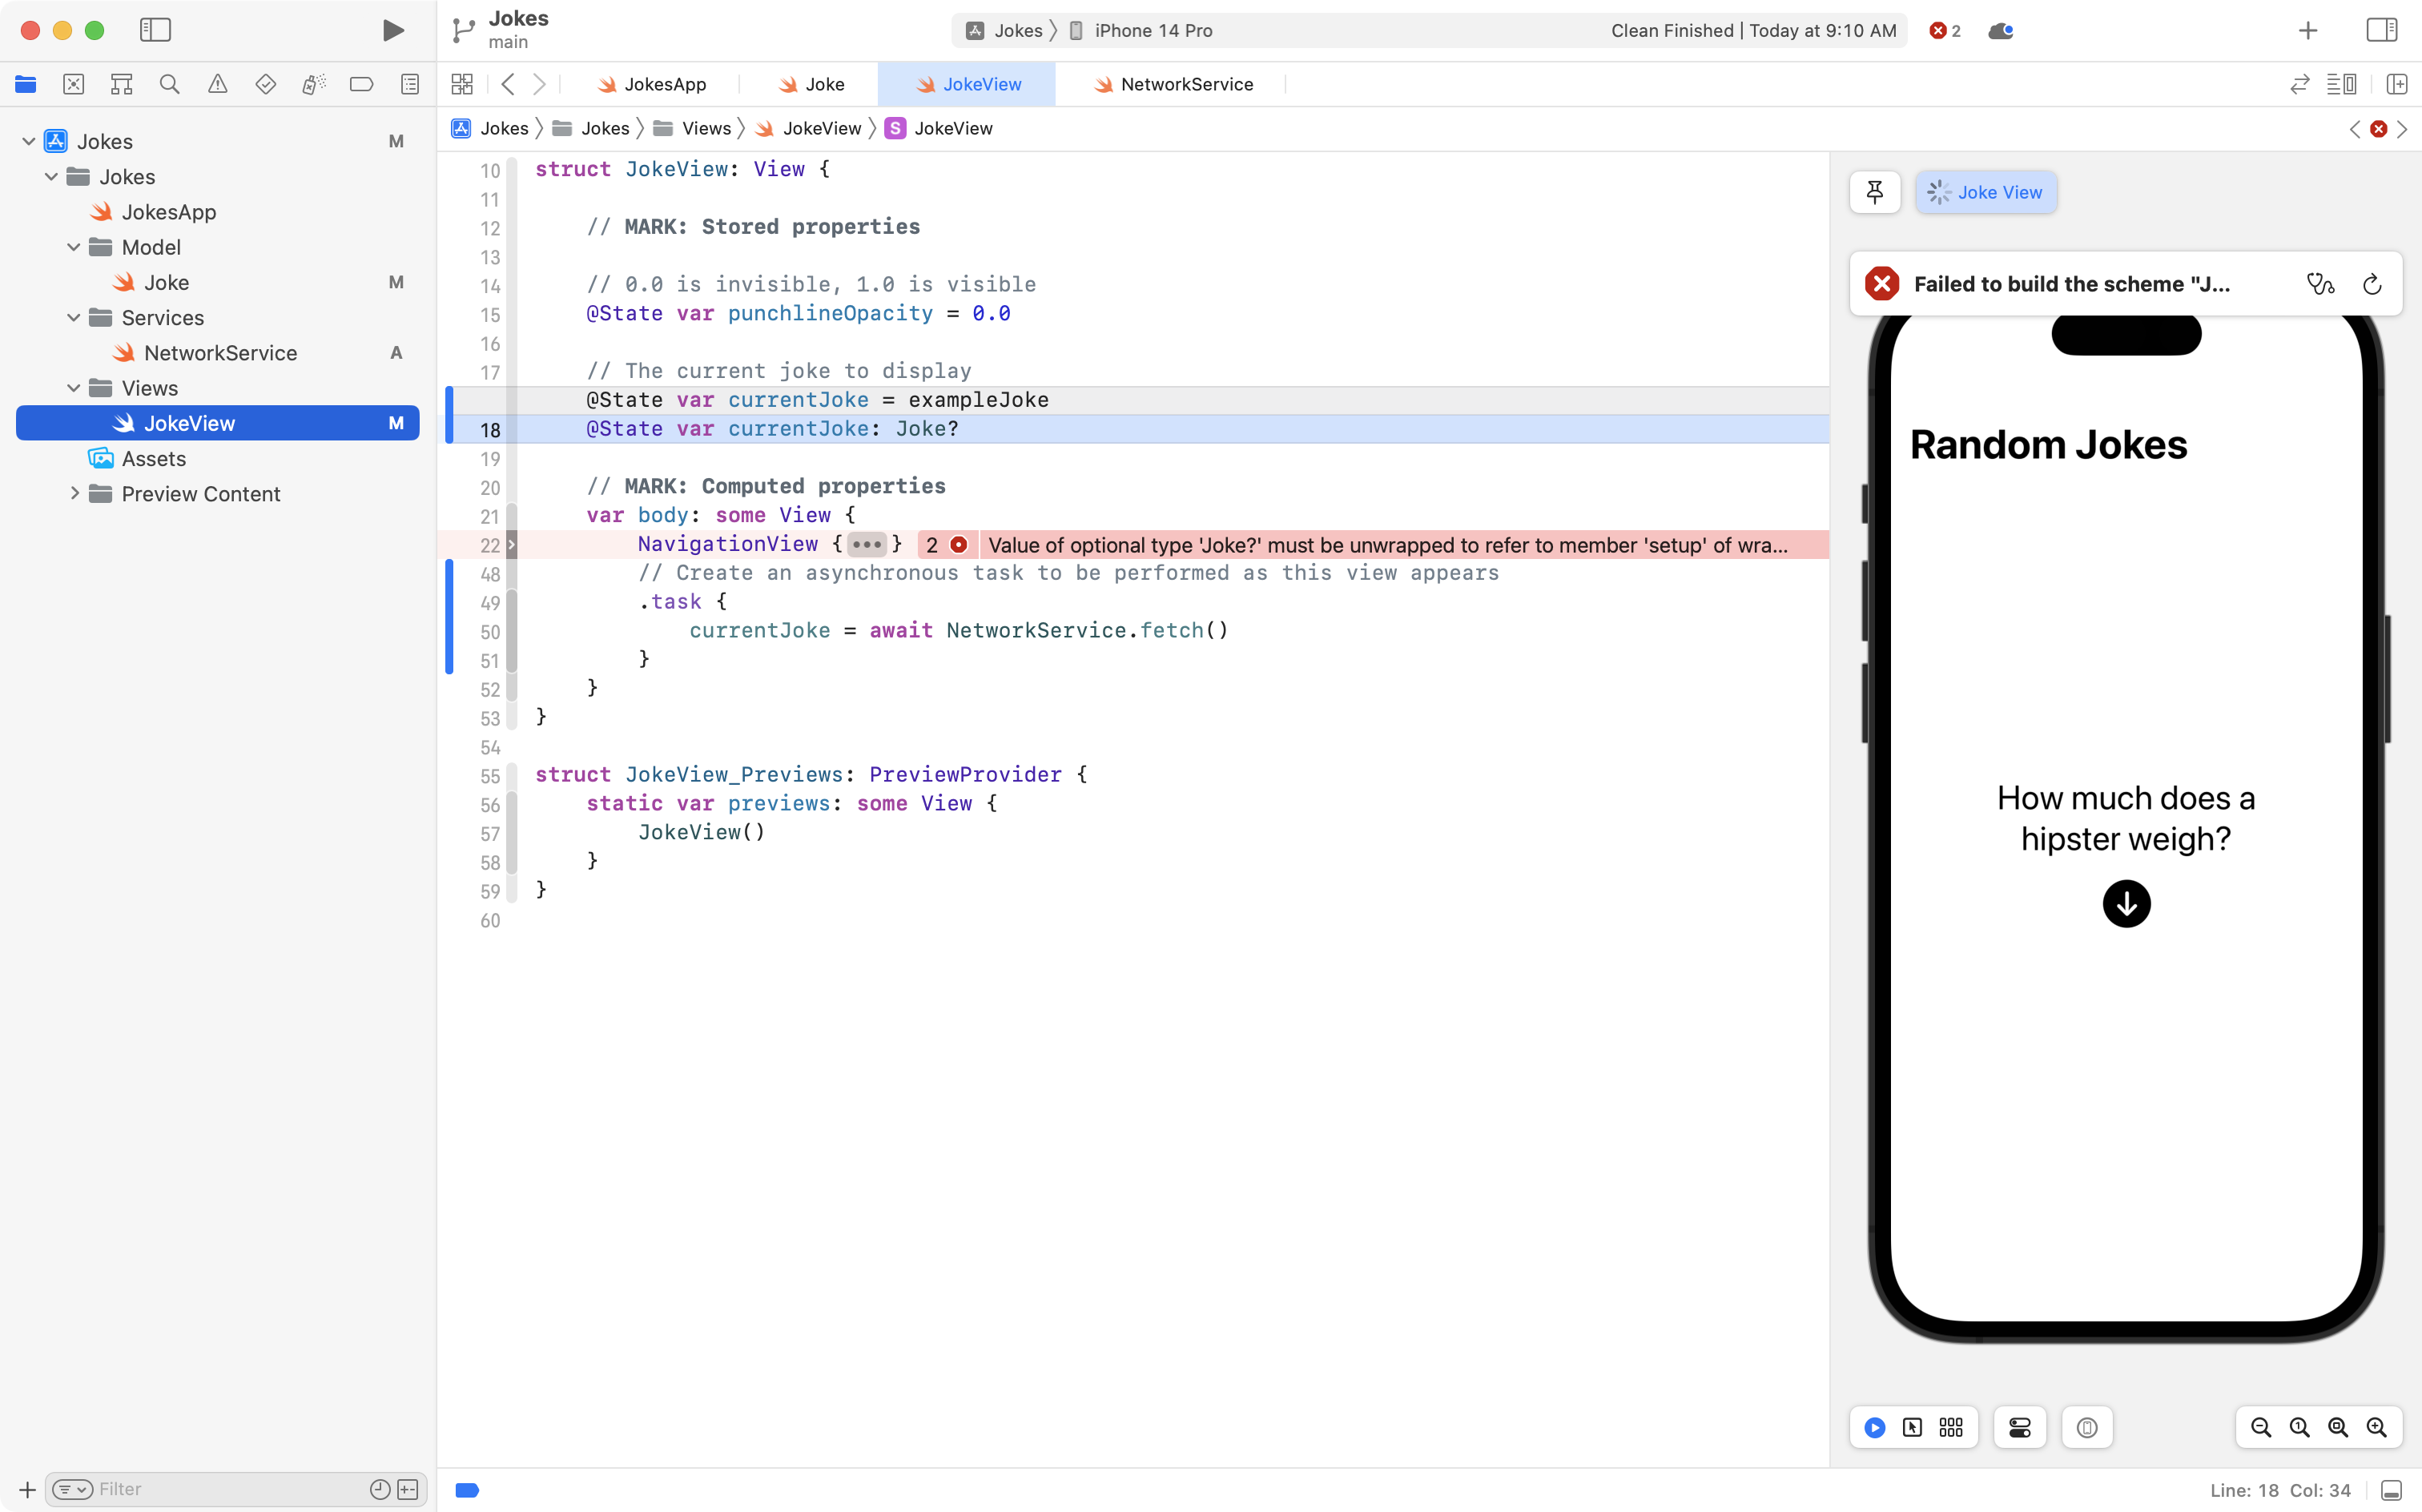 Jokes
main
Jokes
iPhone 14 Pro
Clean Finished | Today at 9:10 AM
2
JokesApp
Joke
JokeView
NetworkService
Jokes
Jokes
Views
JokeView
S
JokeView
Jokes M
Jokes
JokesApp
Model
Joke M
Services
NetworkService A
Views
JokeView M
Assets
Preview Content
10 struct JokeView: View {
11
12 // MARK: Stored properties
13
14 // 0.0 is invisible, 1.0 is visible
15 @State var punchlineOpacity = 0.0
16
17 // The current joke to display
@State var currentJoke = exampleJoke
18 @State var currentJoke: Joke?
19
20 // MARK: Computed properties
21 var body: some View {
22 NavigationView {•••} 2 Value of optional type 'Joke?' must be unwrapped to refer to member 'setup' of wra...
48 // Create an asynchronous task to be performed as this view appears
49 .task {
50 currentJoke = await NetworkService.fetch()
51 }
52 }
53 }
54
55 struct JokeView_Previews: PreviewProvider {
56 static var previews: some View {
57 JokeView()
58 }
59 }
60
Joke View
Failed to build the scheme "J...
Random Jokes
How much does a
hipster weigh?
Filter
Line: 18 Col: 34